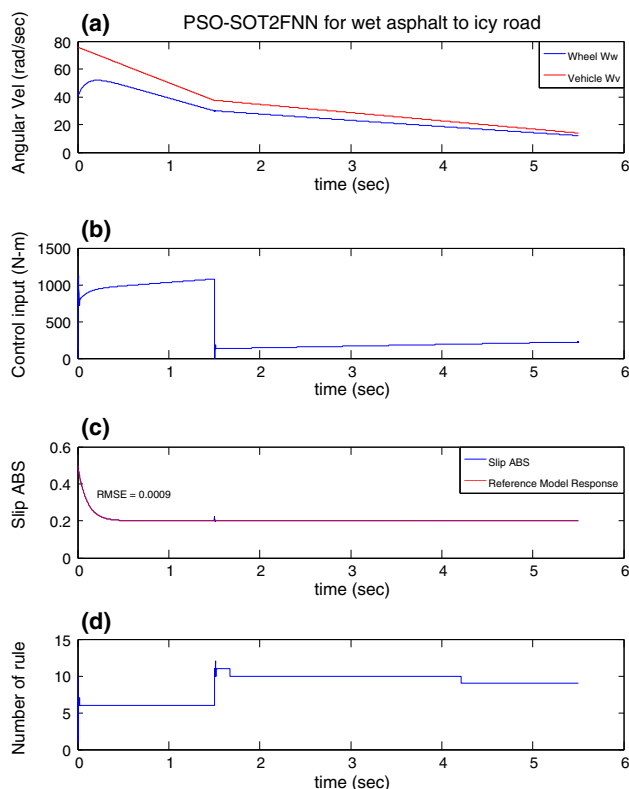 PSO-SOT2FNN for wet asphalt to icy road
(a)
Angular Vel (rad/sec)
80
60
40
20
0
Wheel Ww
Vehicle Wv
0 1 2 3 4 5 6
time (sec)
(b)
Control input (N-m)
1500
1000
500
0
0 1 2 3 4 5 6
time (sec)
(c)
Slip ABS
0.6
0.4
0.2
0
RMSE = 0.0009
Slip ABS
Reference Model Response
0 1 2 3 4 5 6
time (sec)
(d)
Number of rule
15
10
5
0
0 1 2 3 4 5 6
time (sec)